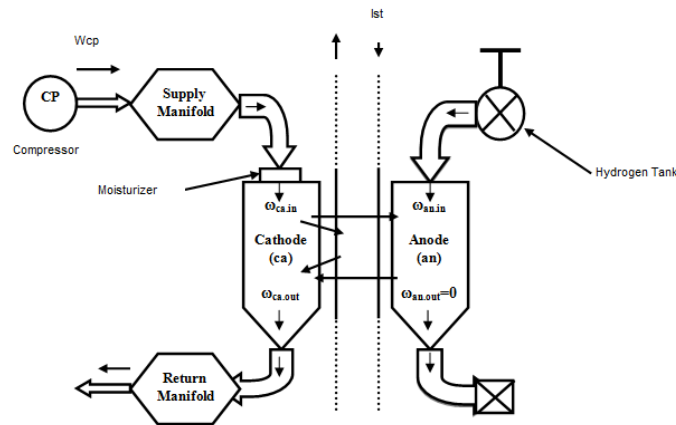 Ist
Wcp
CP
Supply
Manifold
Compressor
Hydrogen Tank
Moisturizer
ωca.in
ωan.in
Cathode
(ca)
Anode
(an)
ωca.out
ωan.out=0
Return
Manifold